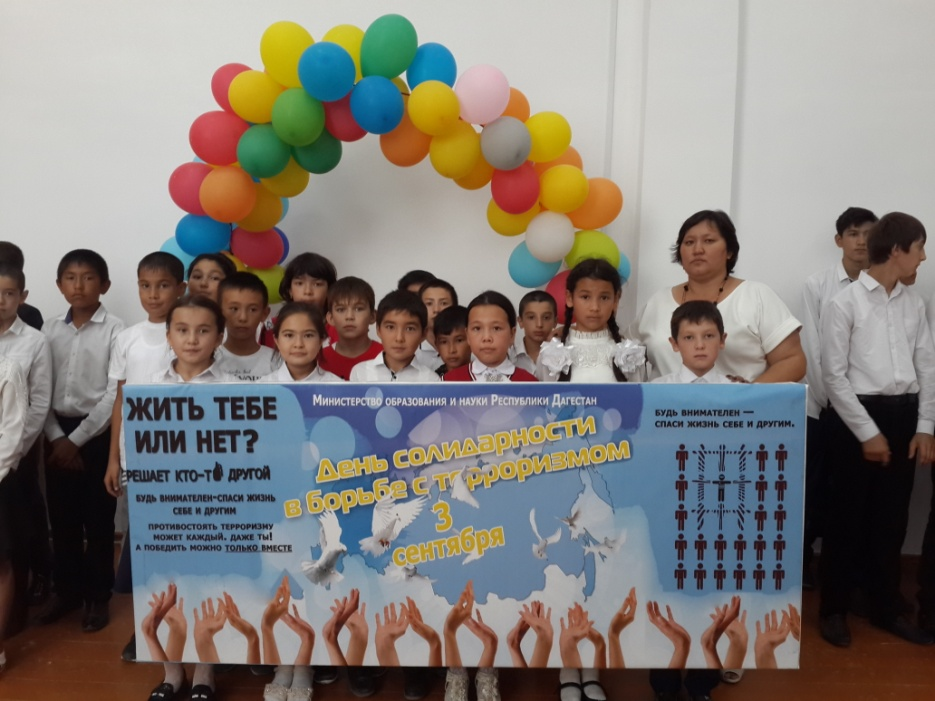 Министерство образования и науки Республики Дагестан
ЖИТЬ ТЕБЕ
ИЛИ НЕТ?
РЕШАЕТ КТО-ТО ДРУГОЙ
БУДЬ ВНИМАТЕЛЕН-СПАСИ ЖИЗНЬ
СЕБЕ И ДРУГИМ
ПРОТИВОСТОЯТЬ ТЕРРОРИЗМУ
МОЖЕТ КАЖДЫЙ. ДАЖЕ ТЫ!
А ПОБЕДИТЬ МОЖНО ТОЛЬКО ВМЕСТЕ
День солидарности
в борьбе с терроризмом
3
сентября
БУДЬ ВНИМАТЕЛЕН —
СПАСИ ЖИЗНЬ СЕБЕ И ДРУГИМ.